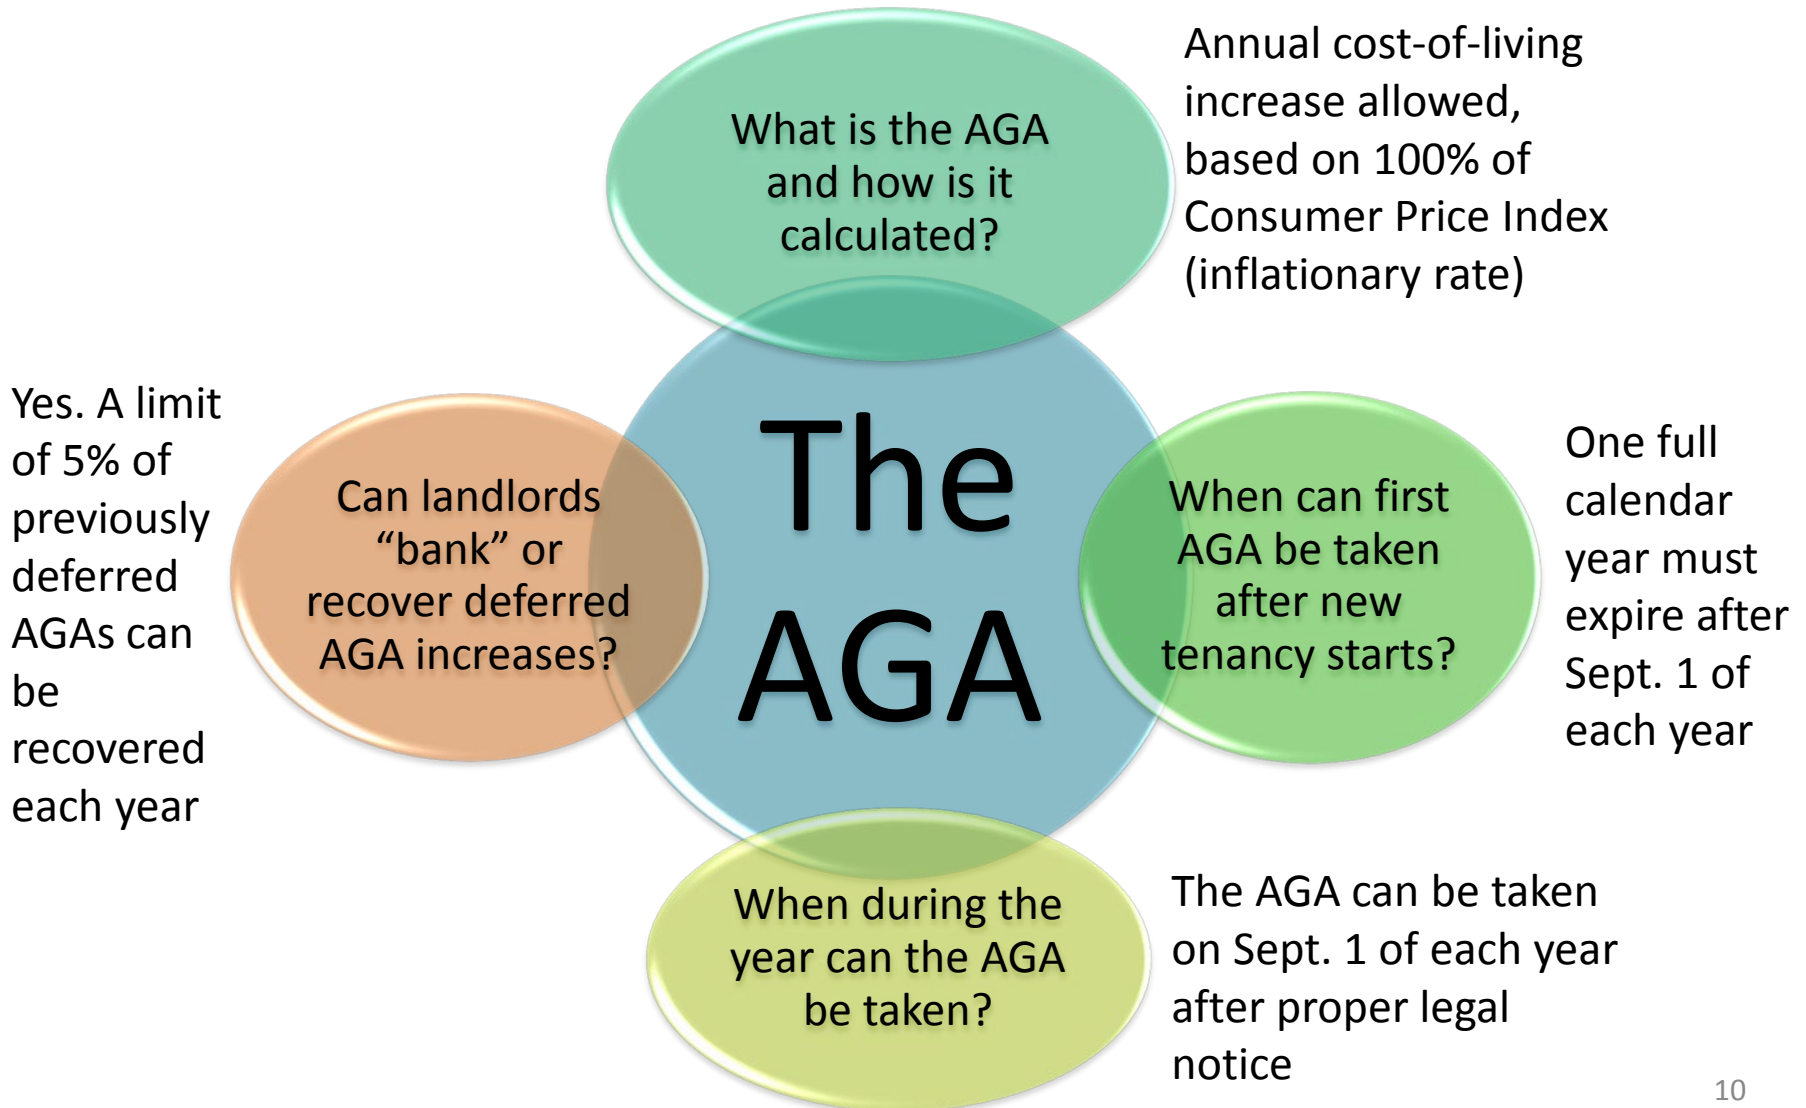 What is the AGA
and how is it
calculated?
Annual cost-of-living
increase allowed,
based on 100% of
Consumer Price Index
(inflationary rate)
Yes. A limit
of 5% of
previously
deferred
AGAs can
be
recovered
each year
Can landlords
“bank” or
recover deferred
AGA increases?
The
AGA
When can first
AGA be taken
after new
tenancy starts?
One full
calendar
year must
expire after
Sept. 1 of
each year
When during the
year can the AGA
be taken?
The AGA can be taken
on Sept. 1 of each year
after proper legal
notice
10